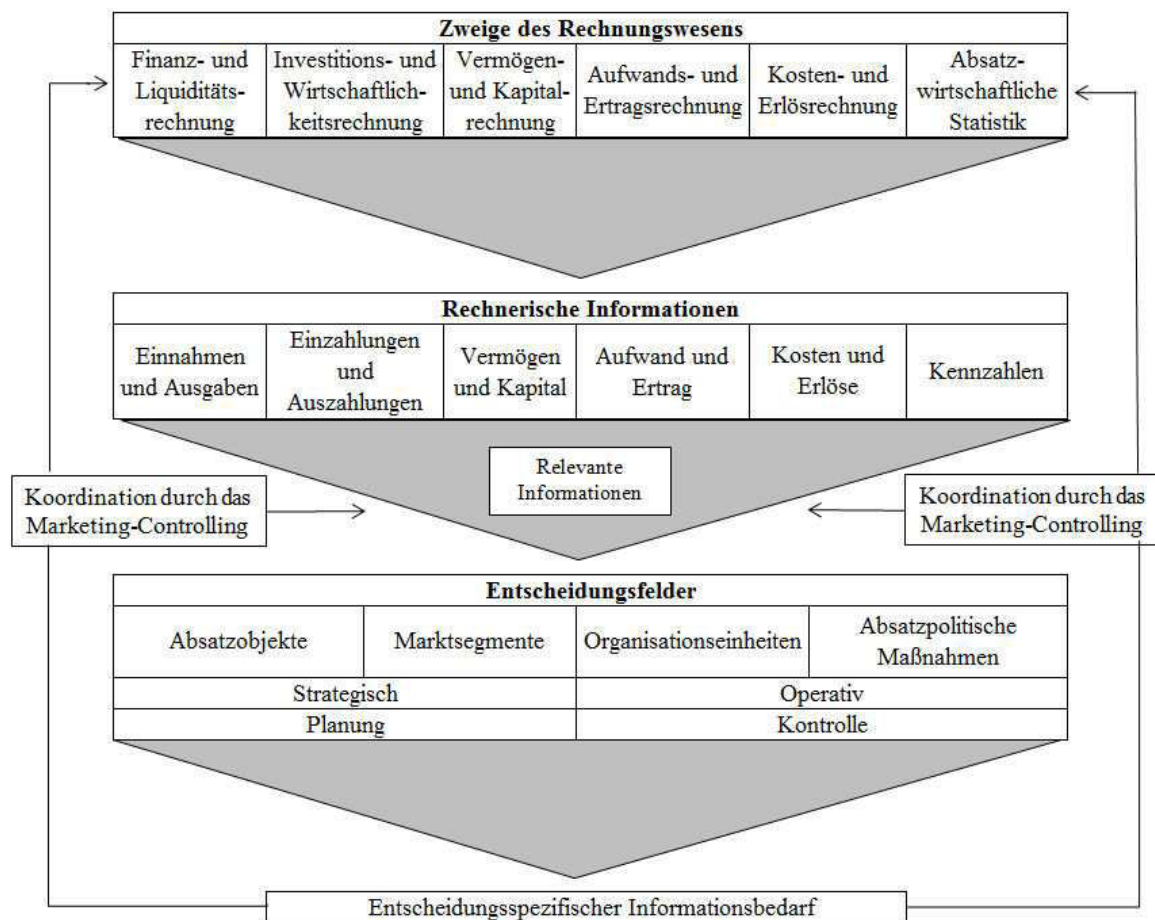 Zweige des Rechnungswesens
Finanz- und
Liquiditäts-
rechnung
Investitions- und
Wirtschaftlich-
keitsrechnung
Vermögen-
und Kapital-
rechnung
Aufwands- und
Ertragsrechnung
Kosten- und
Erlösrechnung
Absatz-
wirtschaftliche
Statistik
Rechnerische Informationen
Einnahmen
und Ausgaben
Einzahlungen
und
Auszahlungen
Vermögen
und Kapital
Aufwand und
Ertrag
Kosten und
Erlöse
Kennzahlen
Relevante
Informationen
Koordination durch das
Marketing-Controlling
Koordination durch das
Marketing-Controlling
Entscheidungsfelder
Absatzobjekte
Marktsegmente
Organisationseinheiten
Absatzpolitische
Maßnahmen
Strategisch
Operativ
Planung
Kontrolle
Entscheidungsspezifischer Informationsbedarf